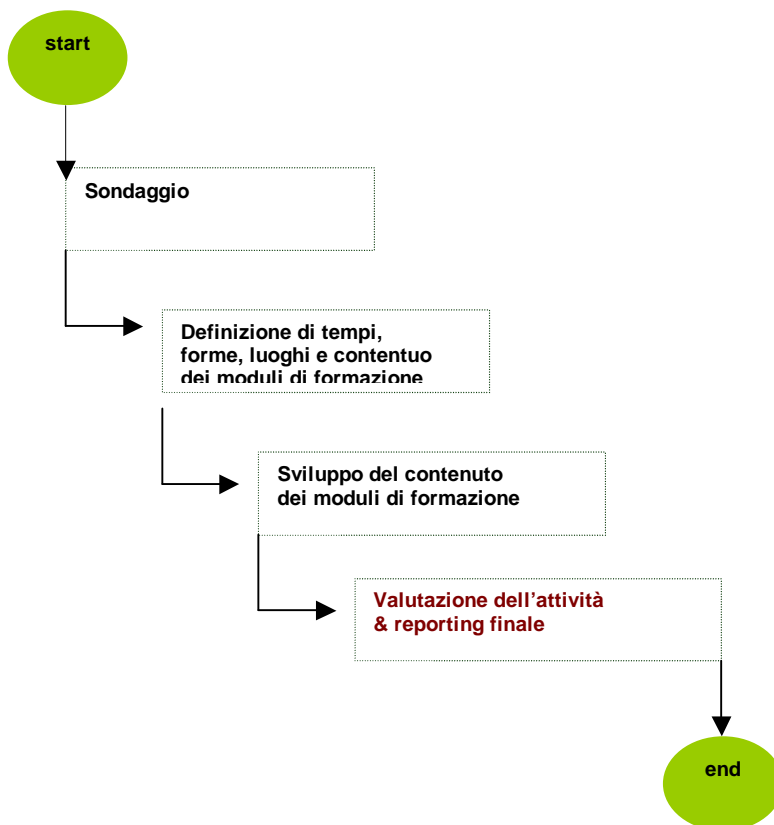 start
Sondaggio
Definizione di tempi,
forme, luoghi e contentuo
dei moduli di formazione
Sviluppo del contenuto
dei moduli di formazione
Valutazione dell’attività
& reporting finale
end